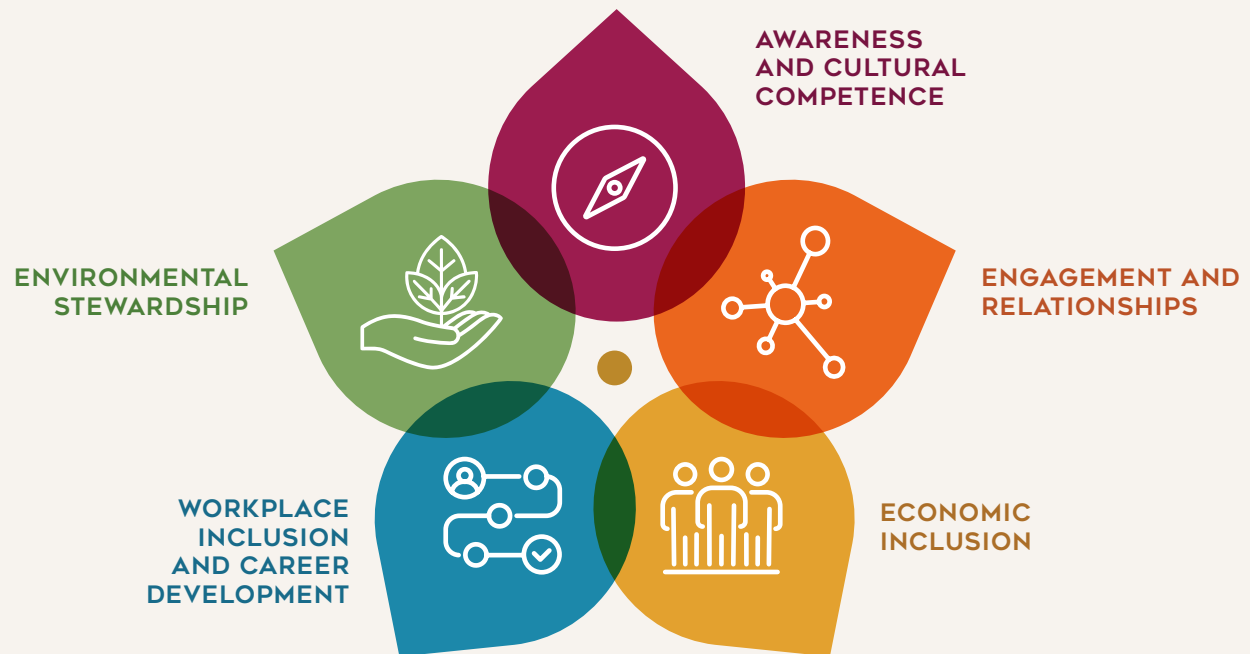 AWARENESS
AND CULTURAL
COMPETENCE
ENVIRONMENTAL
STEWARDSHIP
ENGAGEMENT AND
RELATIONSHIPS
WORKPLACE
INCLUSION
AND CAREER
DEVELOPMENT
ECONOMIC
INCLUSION